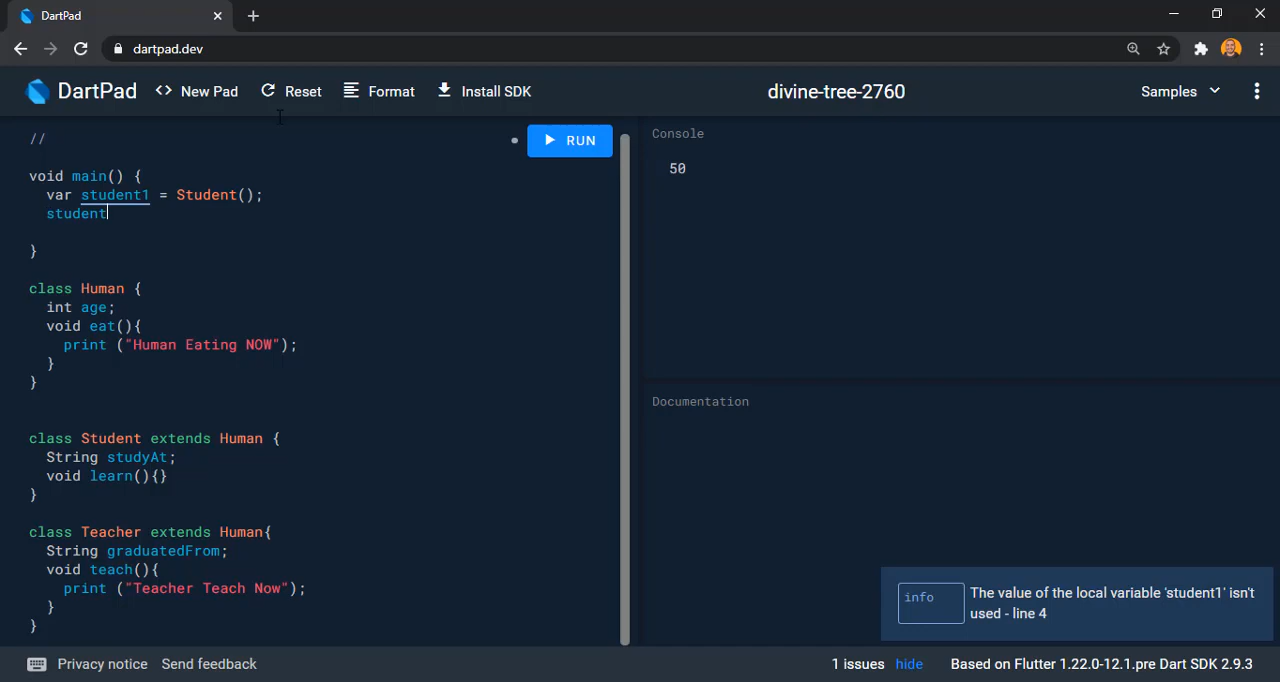 DartPad
dartpad.dev
DartPad
<> New Pad
Reset
Format
Install SDK
divine-tree-2760
Samples
//
void main() {
var student1 = Student();
student
}
class Human {
int age;
void eat(){
print ("Human Eating NOW");
}
}
class Student extends Human {
String studyAt;
void learn(){}
}
class Teacher extends Human{
String graduatedFrom;
void teach(){
print ("Teacher Teach Now");
}
}
RUN
Console
50
Documentation
info
The value of the local variable 'student1' isn't
used - line 4
Privacy notice
Send feedback
1 issues
hide
Based on Flutter 1.22.0-12.1.pre Dart SDK 2.9.3